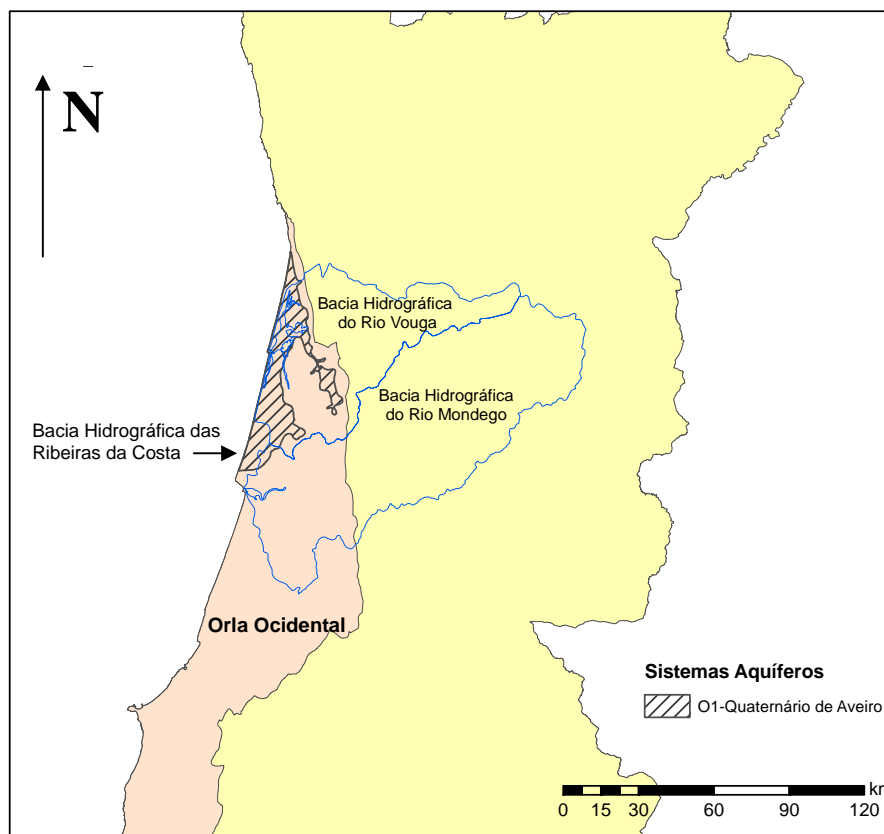 N
Bacia Hidrográfica
do Rio Vouga
Bacia Hidrográfica
do Rio Mondego
Bacia Hidrográfica das
Ribeiras da Costa
Orla Ocidental
Sistemas Aquíferos
O1-Quaternário de Aveiro
km
0 15 30 60 90 120